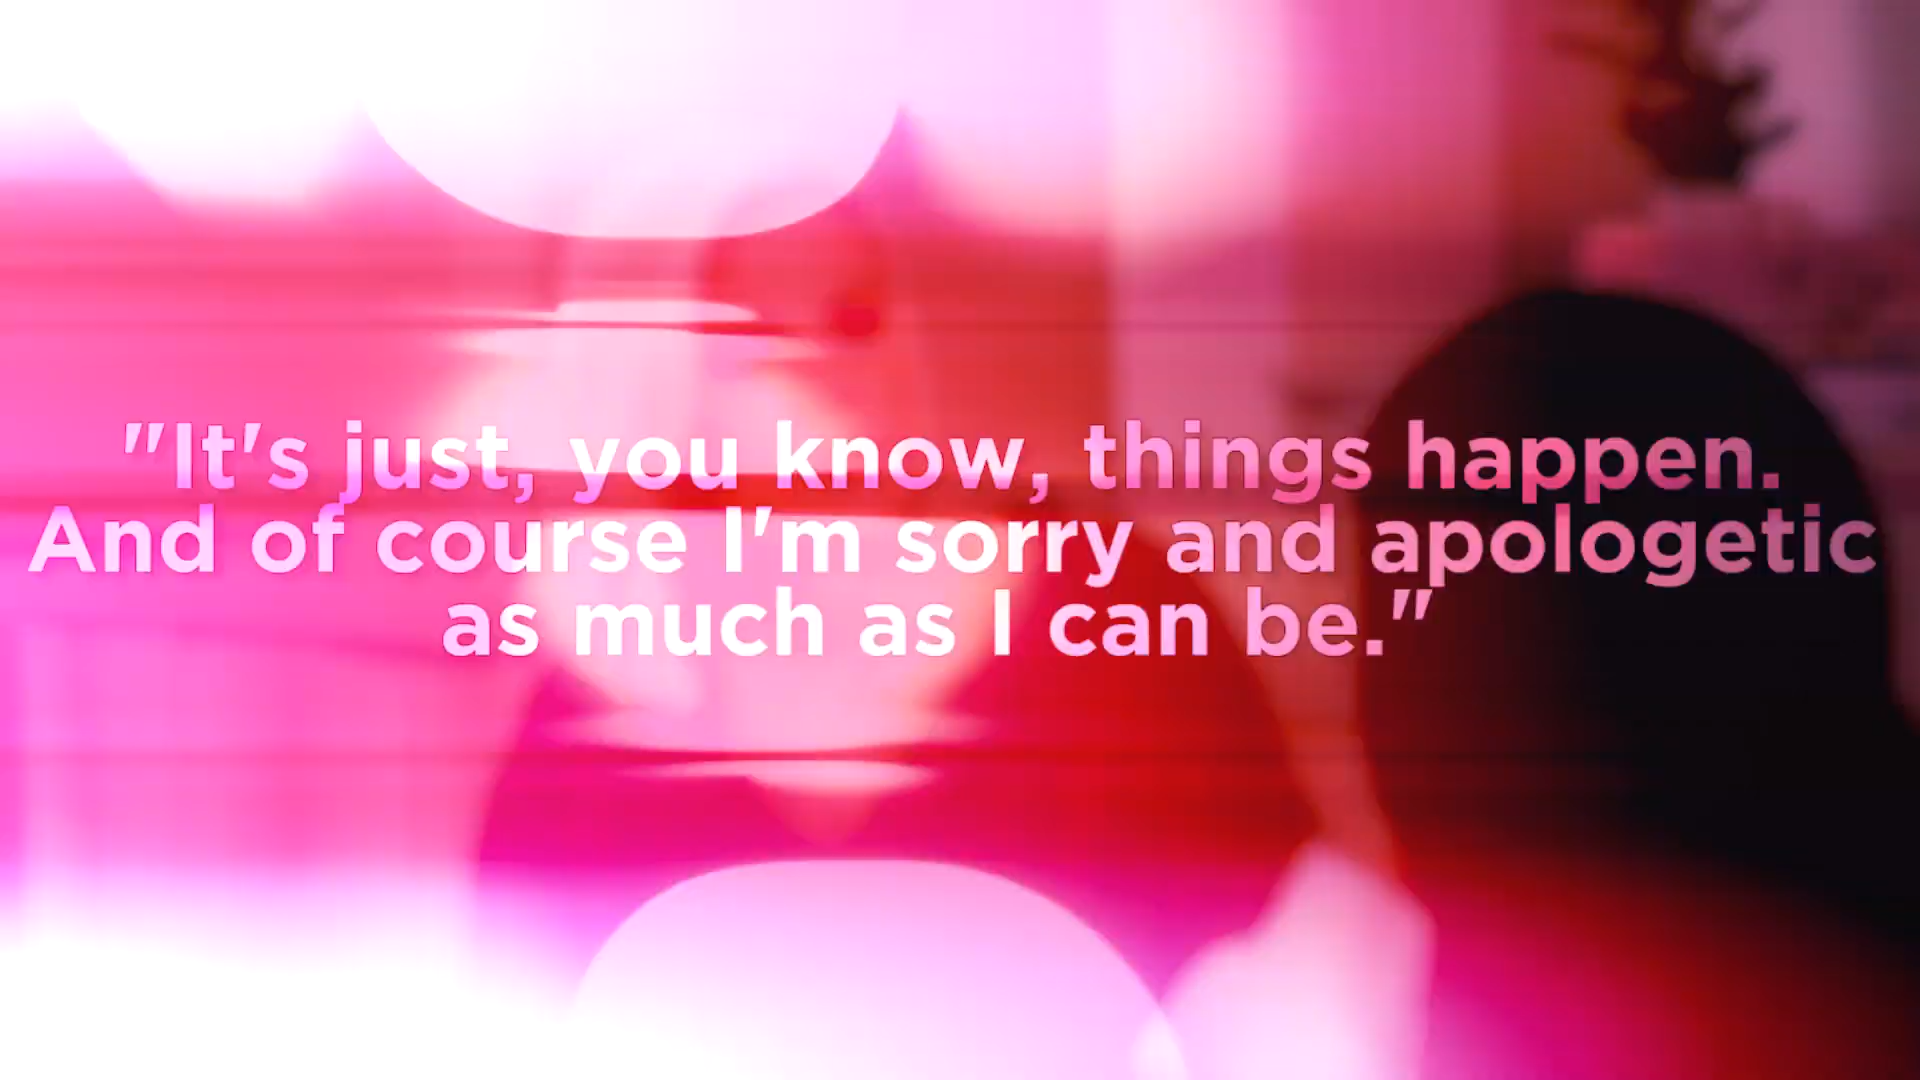 "It's just, you know, things happen.
And of course I'm sorry and apologetic
as much as I can be."